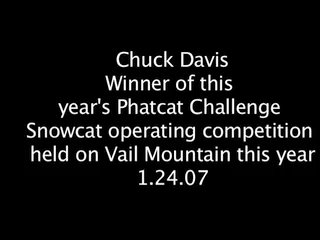 Chuck Davis
Winner of this
year's Phatcat Challenge
Snowcat operating competition
held on Vail Mountain this year
1.24.07